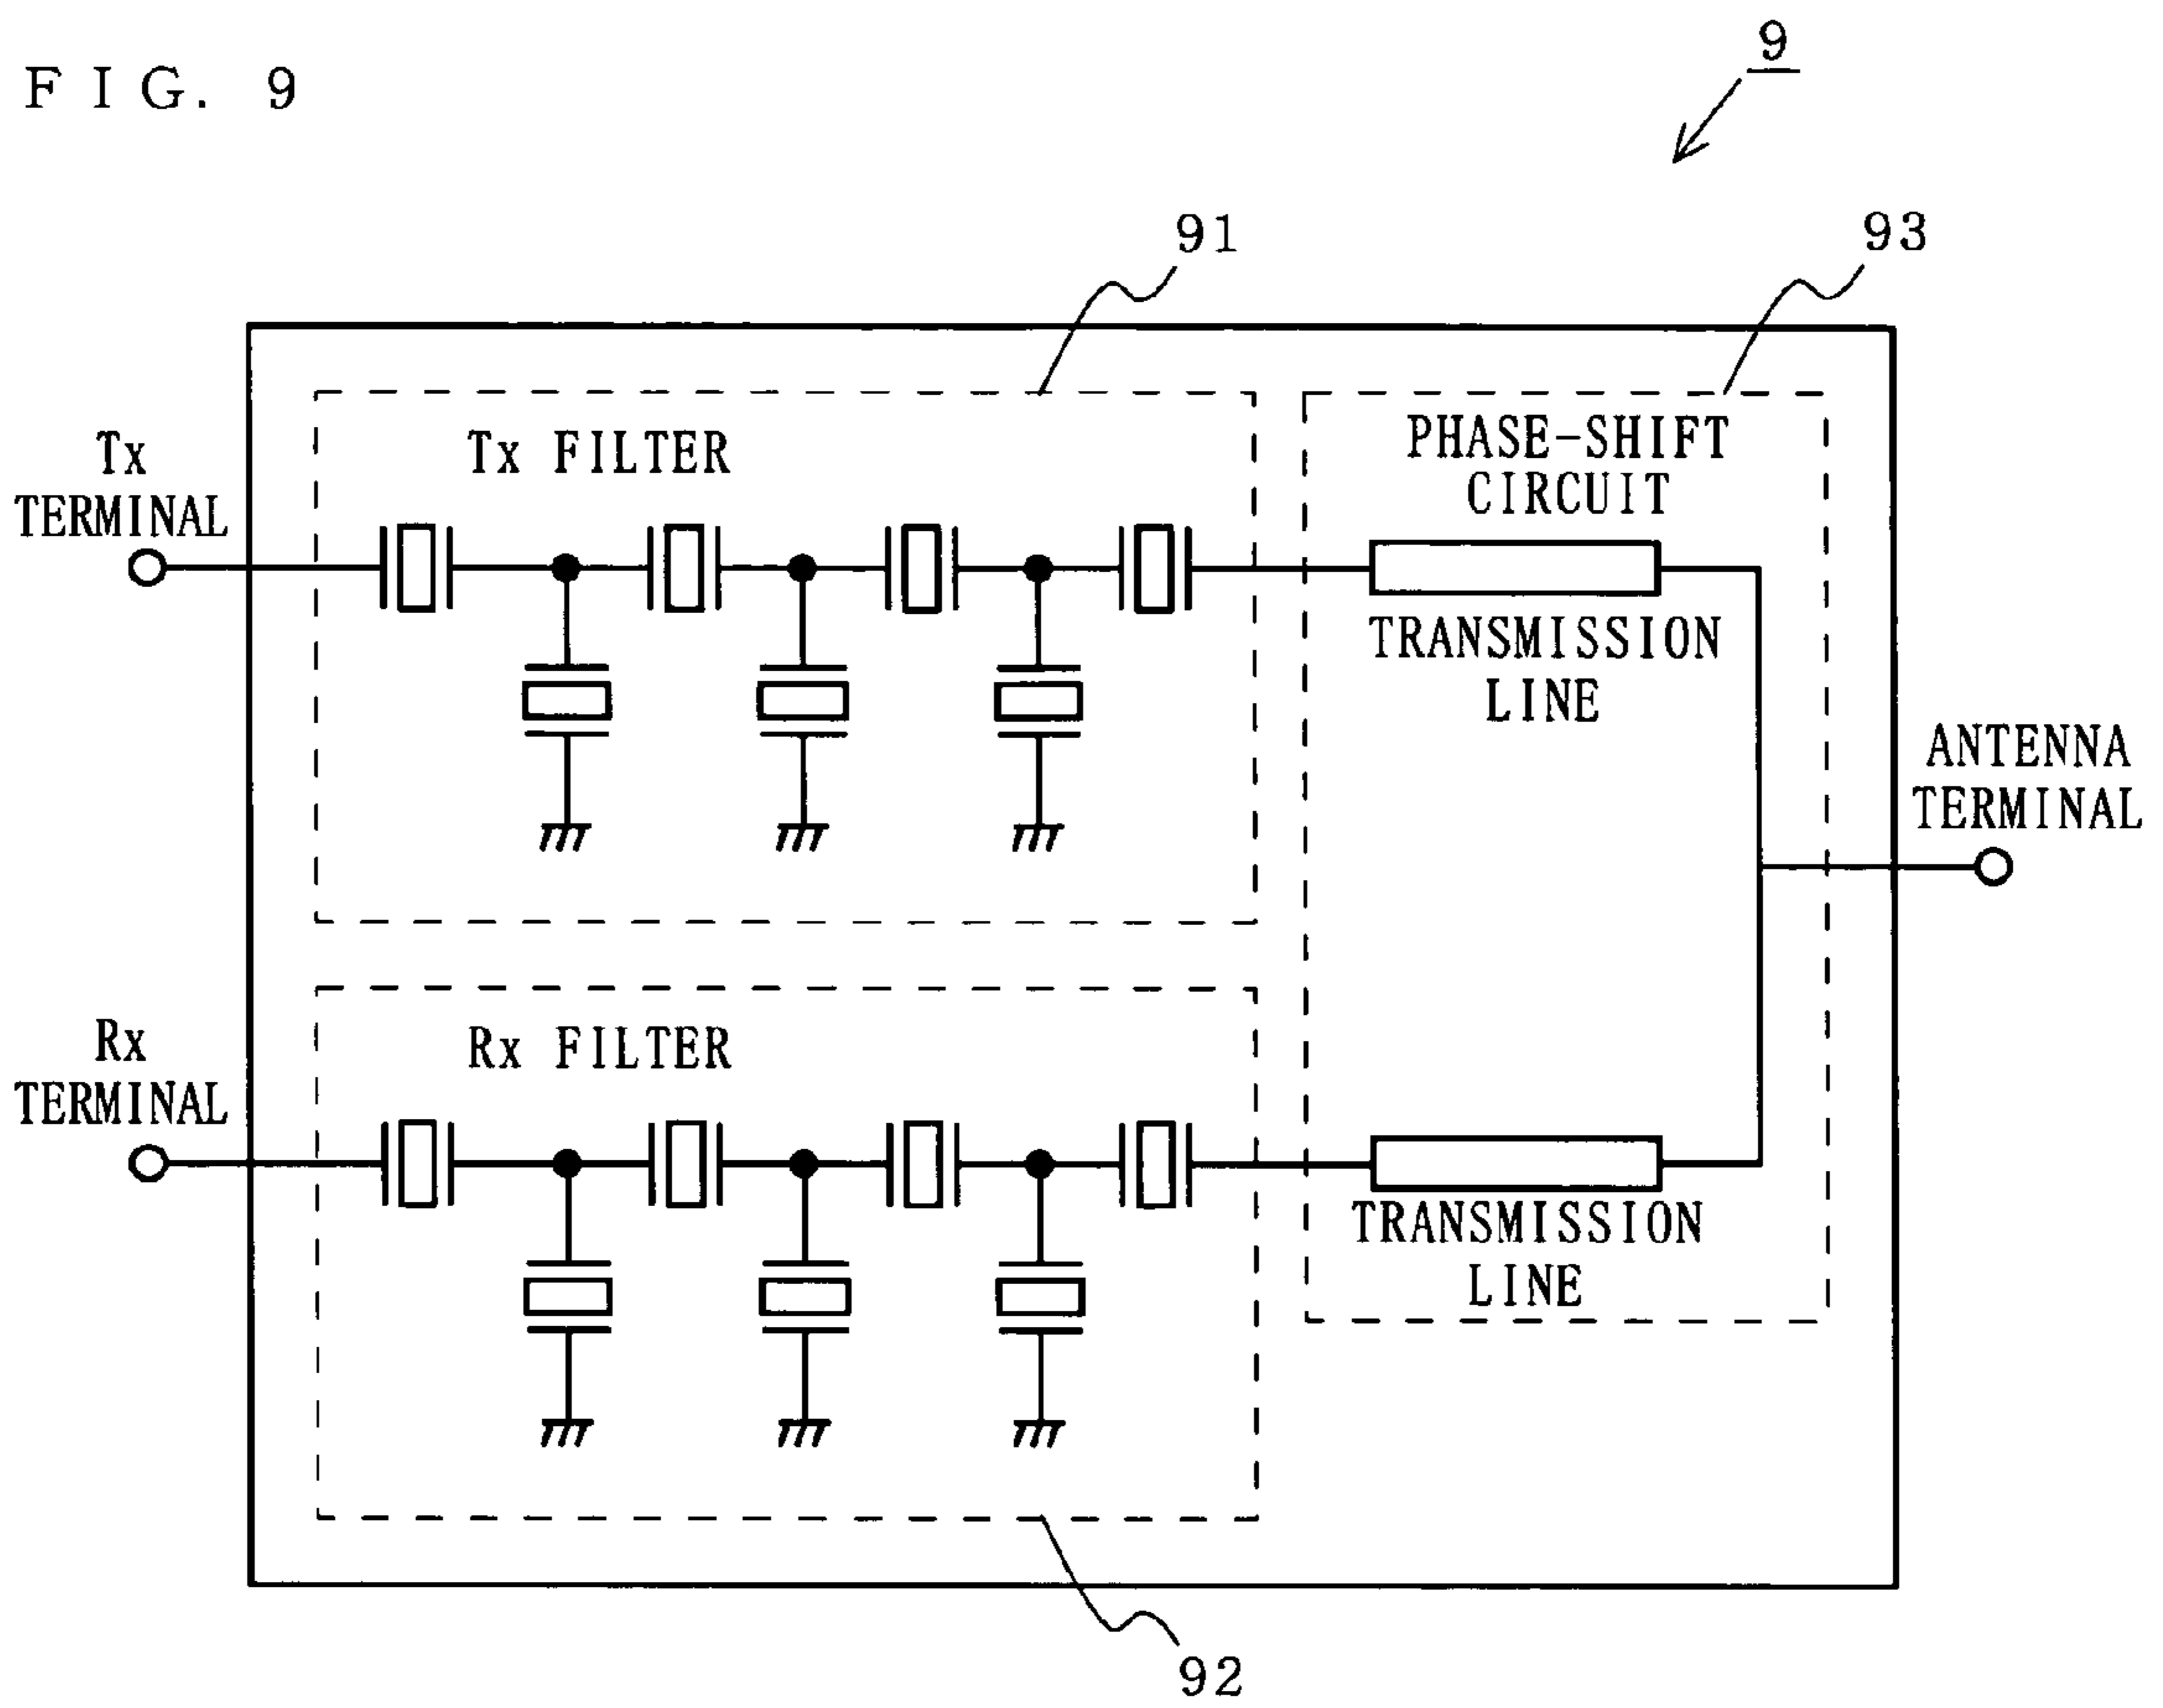 FIG. 9
9
91
93
Tx
TERMINAL
Tx FILTER
PHASE-SHIFT
CIRCUIT
TRANSMISSION
LINE
ANTENNA
TERMINAL
Rx
TERMINAL
Rx FILTER
TRANSMISSION
LINE
92